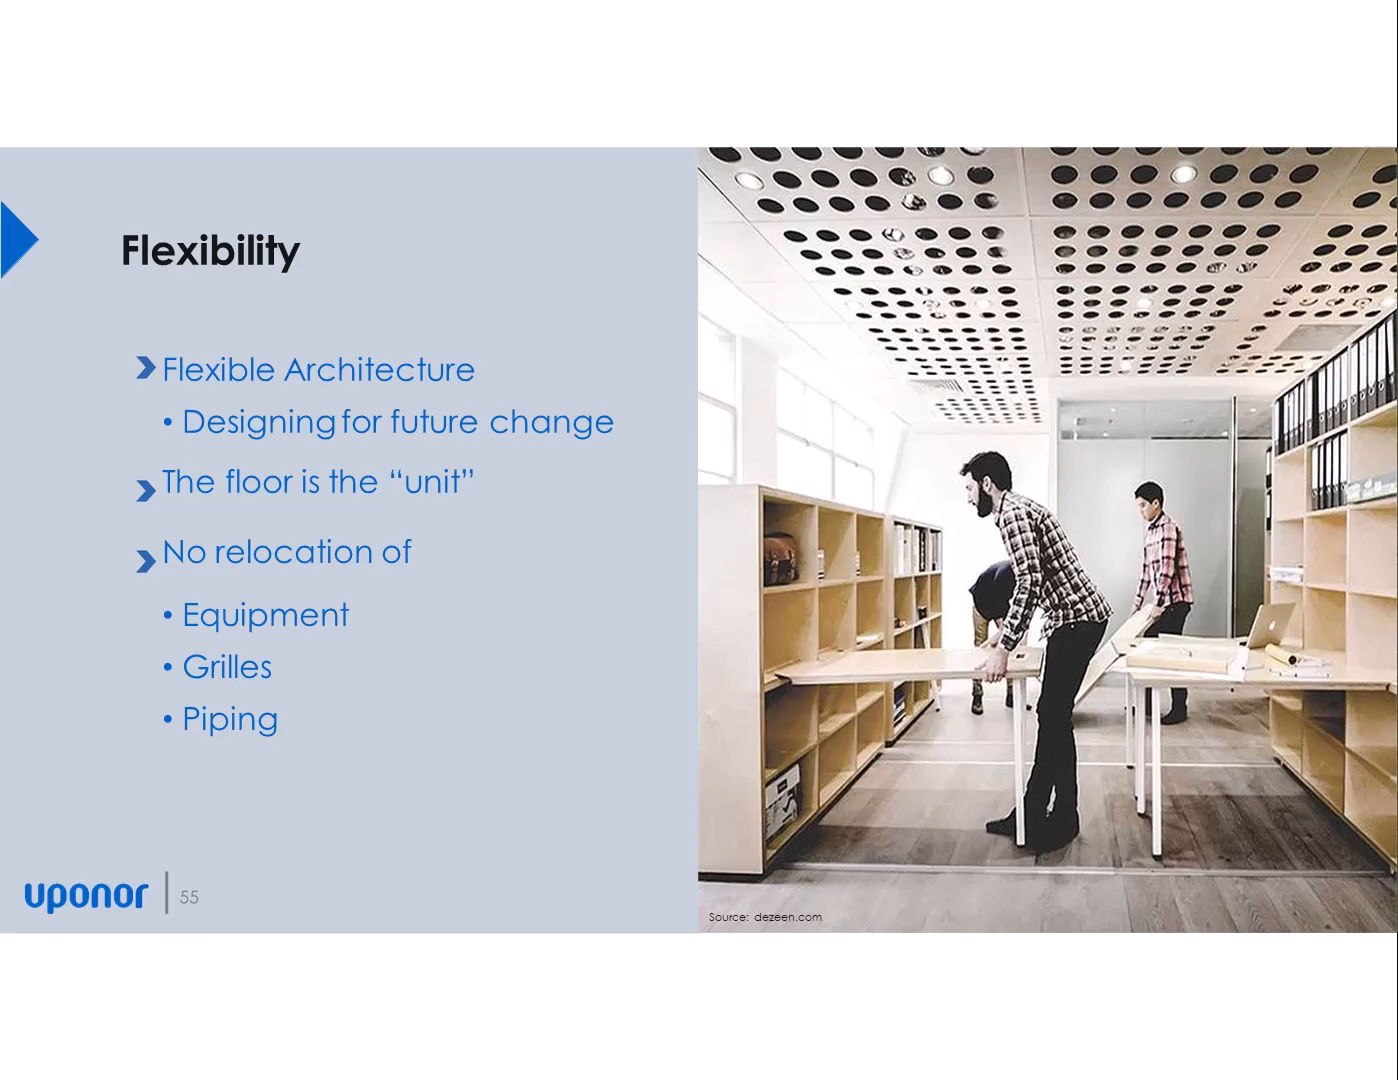 Flexibility
Flexible Architecture
• Designing for future change
The floor is the “unit”
No relocation of
• Equipment
• Grilles
• Piping
uponor
55
Source: dezeen.com